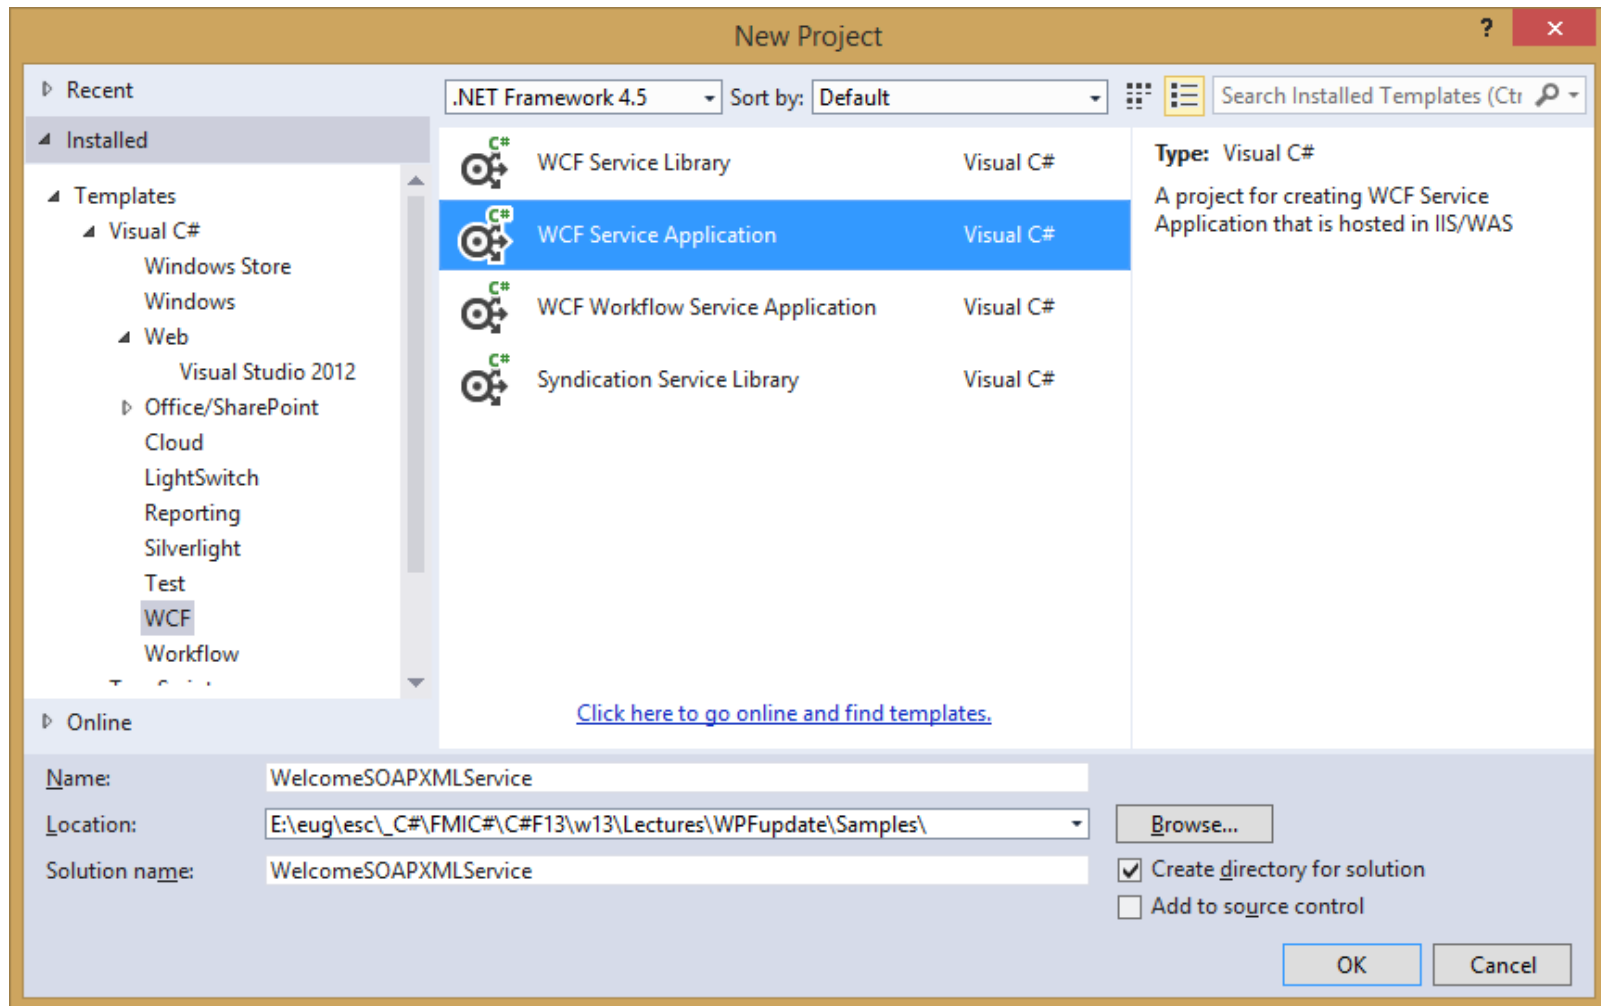 New Project
?
Recent
Installed
Templates
Visual C#
Windows Store
Windows
Web
Visual Studio 2012
Office/SharePoint
Cloud
LightSwitch
Reporting
Silverlight
Test
WCF
Workflow
Online
.NET Framework 4.5
Sort by: Default
Search Installed Templates (Ctr
C#
WCF Service Library Visual C#
C#
WCF Service Application Visual C#
C#
WCF Workflow Service Application Visual C#
C#
Syndication Service Library Visual C#
Click here to go online and find templates.
Type: Visual C#
A project for creating WCF Service
Application that is hosted in IIS/WAS
Name: WelcomeSOAPXMLService
Location: E:\eug\esc\_C#\FMIC#\C#F13\w13\Lectures\WPFupdate\Samples\
Browse...
Solution name: WelcomeSOAPXMLService
Create directory for solution
Add to source control
OK Cancel